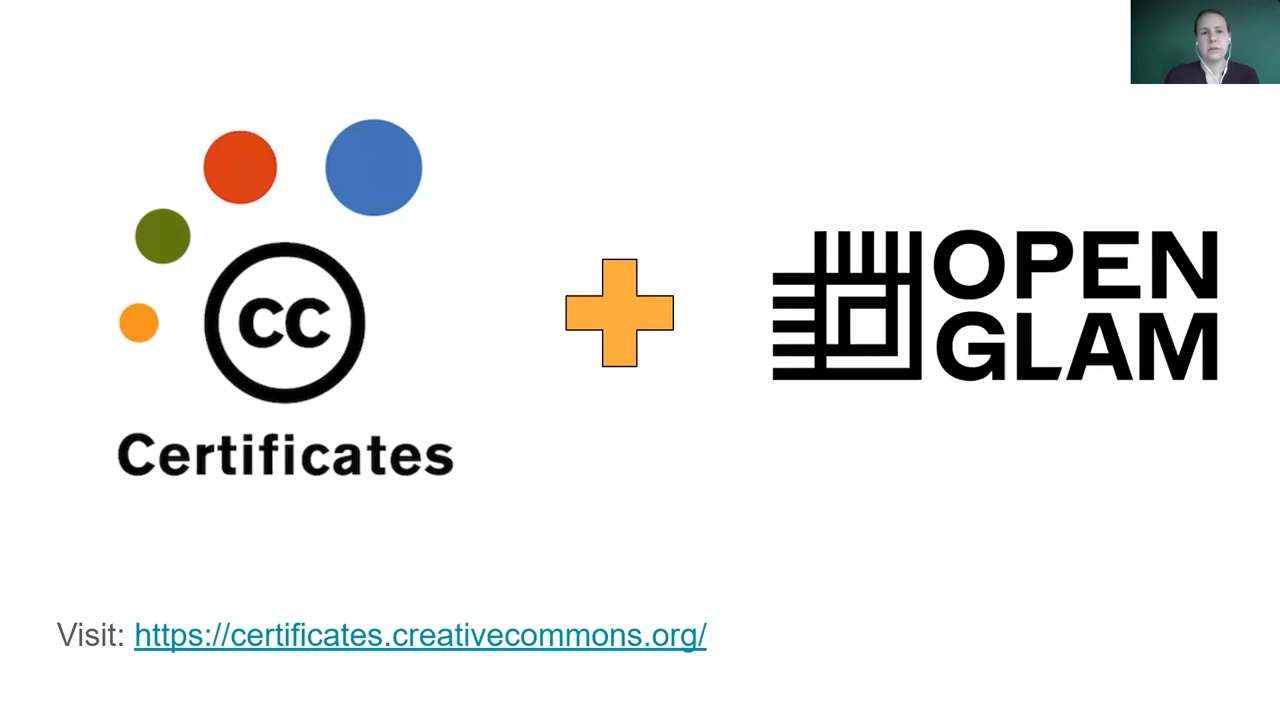 CC
Certificates
OPEN
GLAM
Visit: https://certificates.creativecommons.org/